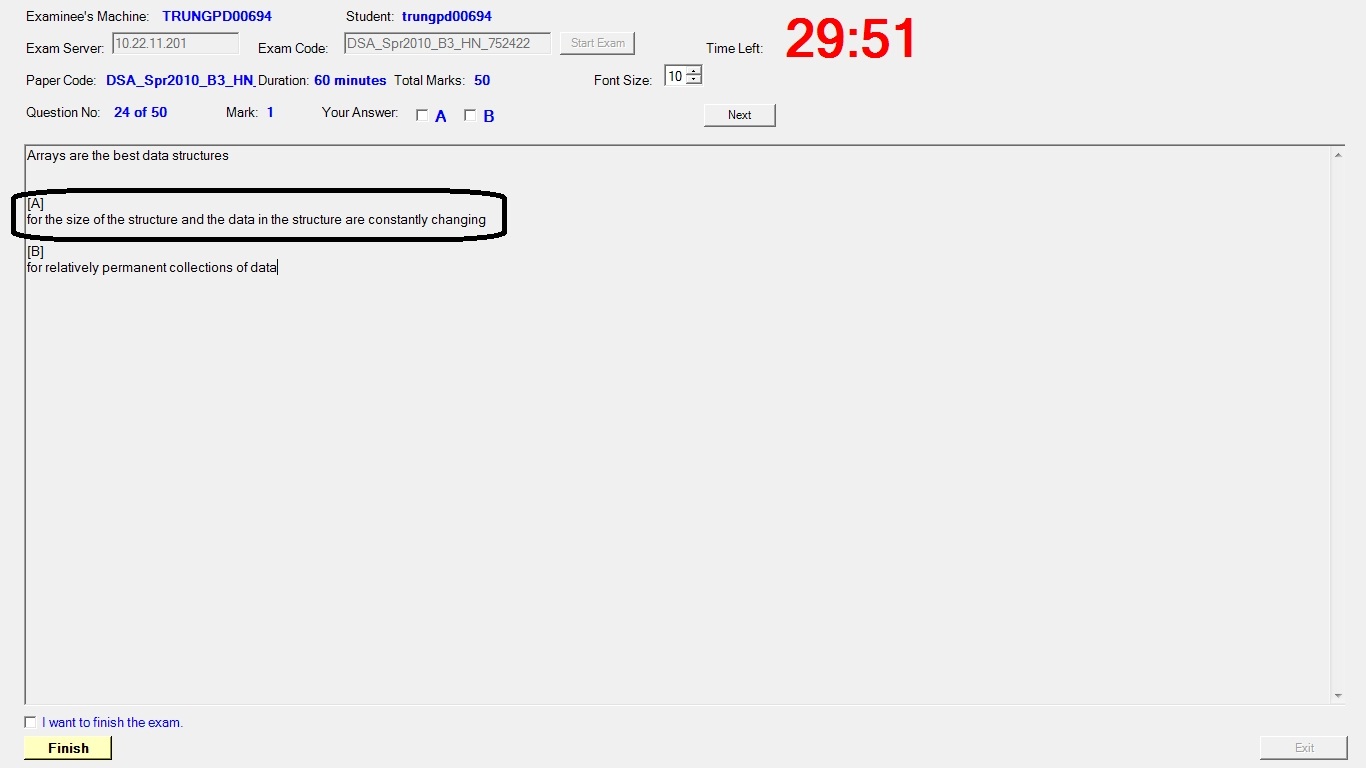 Examinee's Machine: TRUNGPD00694 Student: trungpd00694
Exam Server: 10.22.11.201 Exam Code: DSA_Spr2010_B3_HN_752422 Start Exam Time Left: 29:51
Paper Code: DSA_Spr2010_B3_HN_ Duration: 60 minutes Total Marks: 50 Font Size: 10
Question No: 24 of 50 Mark: 1 Your Answer: A B Next
Arrays are the best data structures
[A]
for the size of the structure and the data in the structure are constantly changing
[B]
for relatively permanent collections of data
I want to finish the exam.
Finish Exit